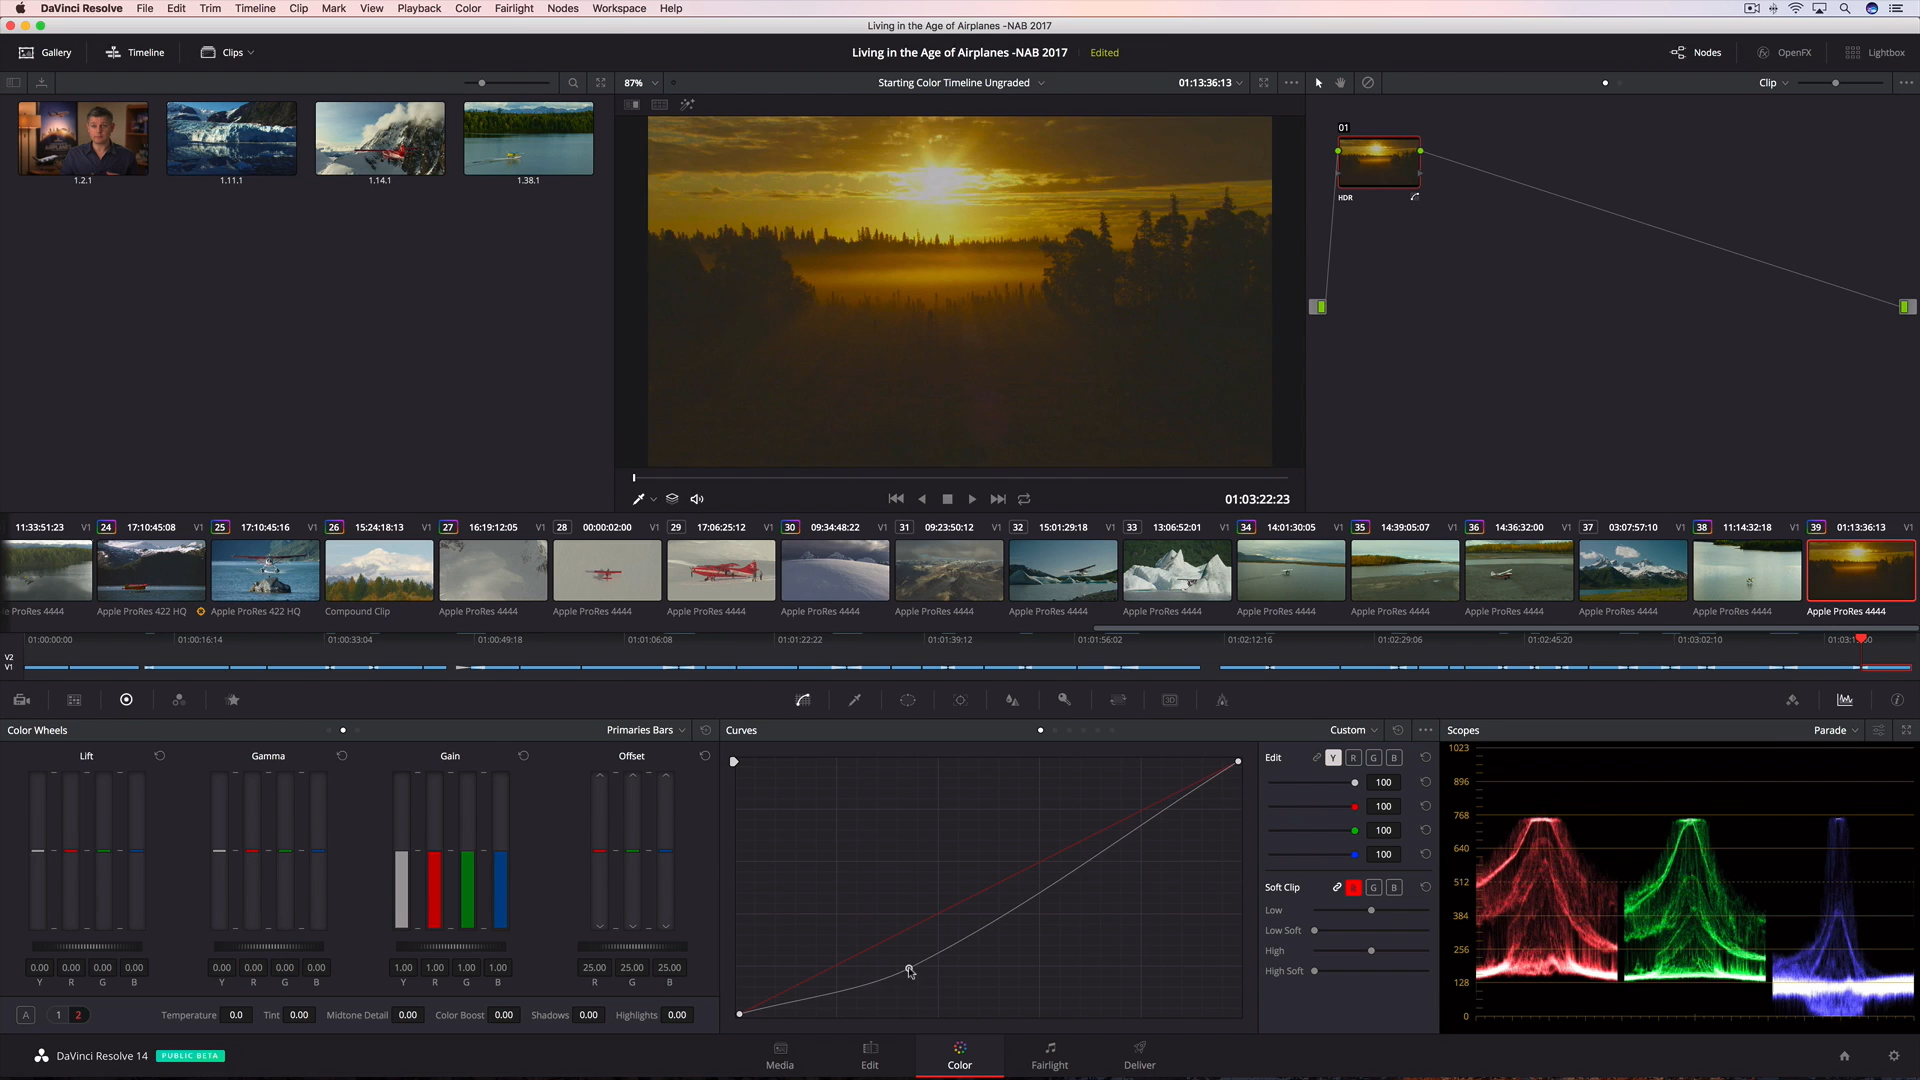 DaVinci Resolve File Edit Trim Timeline Clip Mark View Playback Color Fairlight Nodes Workspace Help
Living in the Age of Airplanes -NAB 2017
Gallery Timeline Clips Living in the Age of Airplanes -NAB 2017 Edited Nodes OpenFX Lightbox
87% Starting Color Timeline Ungraded 01:13:36:13 Clip
01
HDR
1.2.1 1.11.1 1.14.1 1.38.1
01:03:22:23
11:33:51:23 V1 24 17:10:45:08 V1 25 17:10:45:16 V1 26 15:24:18:13 V1 27 16:19:12:05 V1 28 00:00:02:00 V1 29 17:06:25:12 V1 30 09:34:48:22 V1 31 09:23:50:12 V1 32 15:01:29:18 V1 33 13:06:52:01 V1 34 14:01:30:05 V1 35 14:39:05:07 V1 36 14:36:32:00 V1 37 03:07:57:10 V1 38 11:14:32:18 V1 39 01:13:36:13 V1
le ProRes 4444 Apple ProRes 422 HQ Apple ProRes 422 HQ Compound Clip Apple ProRes 4444 Apple ProRes 4444 Apple ProRes 4444 Apple ProRes 4444 Apple ProRes 4444 Apple ProRes 4444 Apple ProRes 4444 Apple ProRes 4444 Apple ProRes 4444 Apple ProRes 4444 Apple ProRes 4444 Apple ProRes 4444 Apple ProRes 4444
01:00:00:00 01:00:16:14 01:00:33:04 01:00:49:18 01:01:06:08 01:01:22:22 01:01:39:12 01:01:56:02 01:02:12:16 01:02:29:06 01:02:45:20 01:03:02:10
V2
V1
3D
Color Wheels Primaries Bars Curves Custom Scopes Parade
Lift Gamma Gain Offset
Edit Y R G B
100
100
100
100
Soft Clip G B
Low
Low Soft
High
High Soft
1023
896
768
640
512
384
256
128
0
0.00 0.00 0.00 0.00 0.00 0.00 0.00 0.00 1.00 1.00 1.00 1.00 25.00 25.00 25.00
Y R G B Y R G B Y R G B R G B
A 1 2 Temperature 0.0 Tint 0.00 Midtone Detail 0.00 Color Boost 0.00 Shadows 0.00 Highlights 0.00
DaVinci Resolve 14 PUBLIC BETA
Media Edit Color Fairlight Deliver